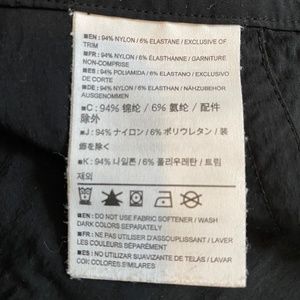 ■EN: 94% NYLON / 6% ELASTANE / EXCLUSIVE OF
TRIM
■FR: 94% NYLON / 6% ÉLASTHANNE / GARNITURE
NON-COMPRISE
■ES: 94% POLIAMIDA / 6% ELASTANO / EXCLUSIVO
DE CORTE
■DE: 94% NYLON / 6% ELASTHAN / NÄHZUBEHÖR
AUSGENOMMEN
■C: 94% 锦纶 / 6% 氨纶 / 配件
除外
■J: 94% ナイロン / 6% ポリウレタン / 装
飾を除く
■K: 94% 나일론 / 6% 폴리우레탄 / 트림
제외
■EN: DO NOT USE FABRIC SOFTENER / WASH
DARK COLORS SEPARATELY
■FR: NE PAS UTILISER D'ASSOUPLISSANT / LAVER
LES COULEURS SÉPARÉMENT
■ES: NO UTILIZAR SUAVIZANTE DE TELAS / LAVAR
COLORES SIMILARES